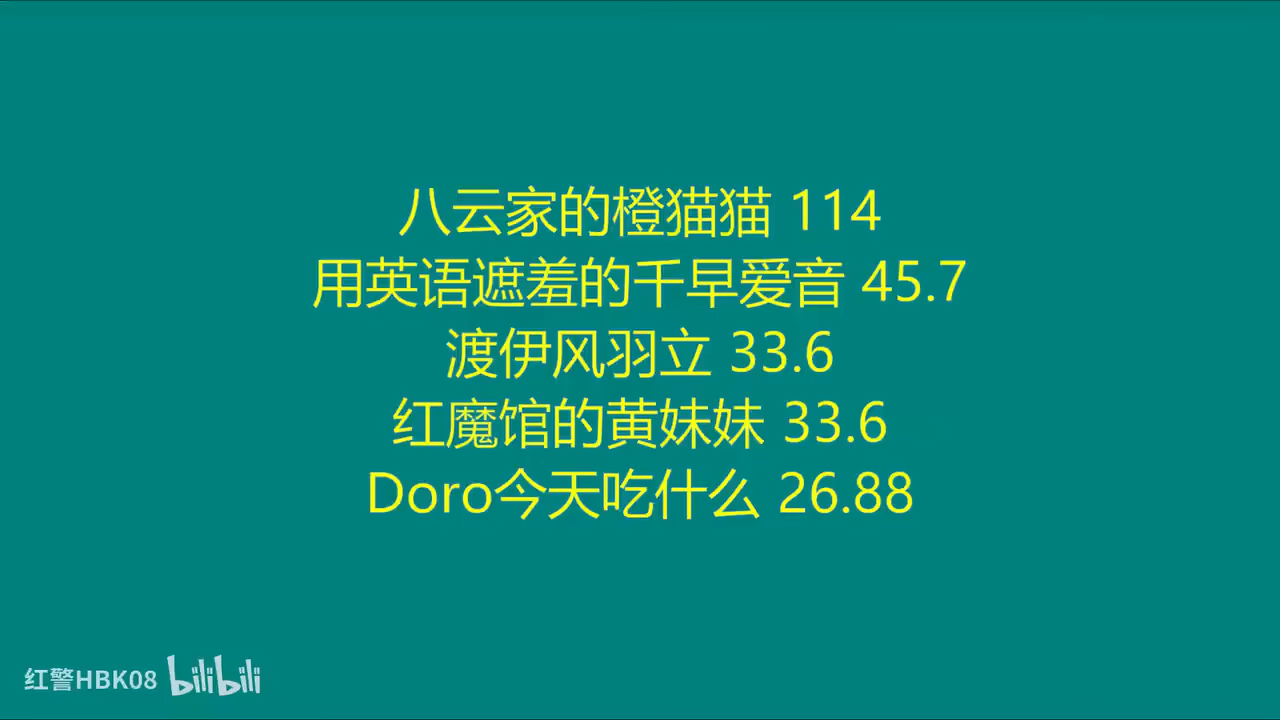 八云家的橙猫猫 114
用英语遮羞的千早爱音 45.7
渡伊风羽立 33.6
红魔馆的黄妹妹 33.6
Doro今天吃什么 26.88
红警HBK08 bilibili